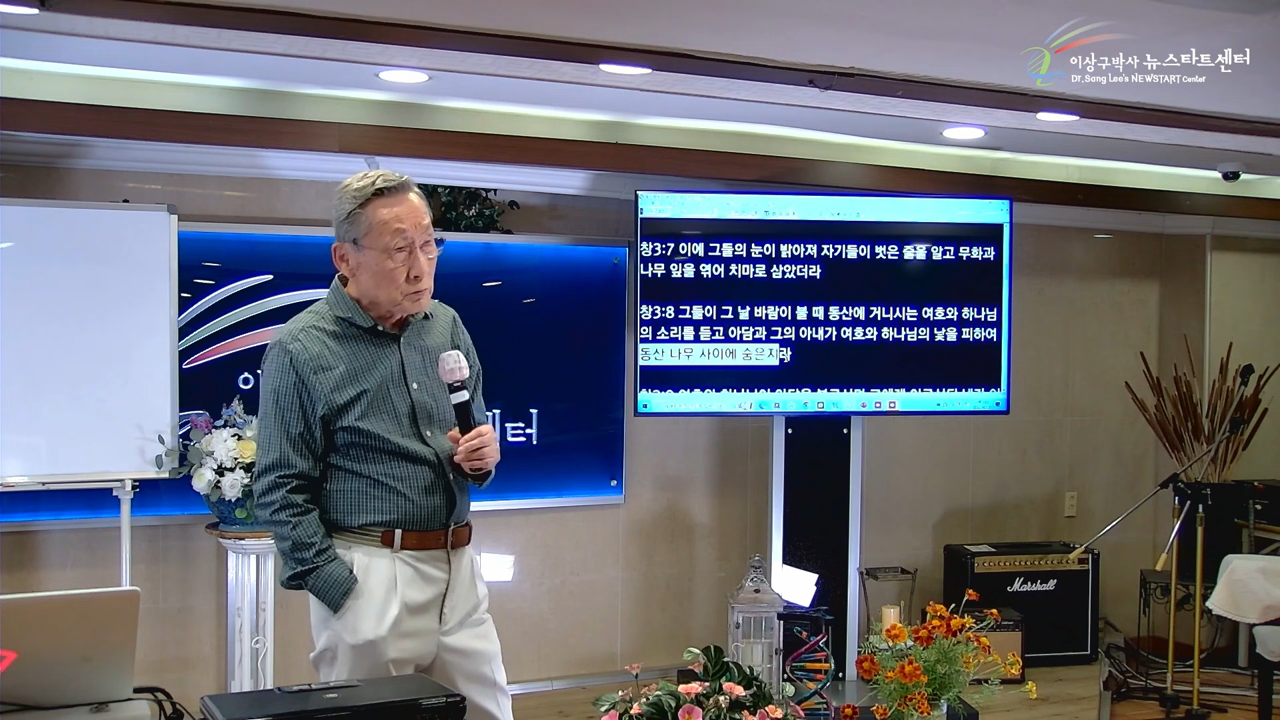 이상구박사 뉴스타트센터
Dr. Sang Lee's NEWSTART Center
창3:7 이에 그들의 눈이 밝아져 자기들이 벗은 줄을 알고 무화과
나무 잎을 엮어 치마로 삼았더라
창3:8 그들이 그 날 바람이 불 때 동산에 거니시는 여호와 하나님
의 소리를 듣고 아담과 그의 아내가 여호와 하나님의 낯을 피하여
동산 나무 사이에 숨은지라
센터
Marshall